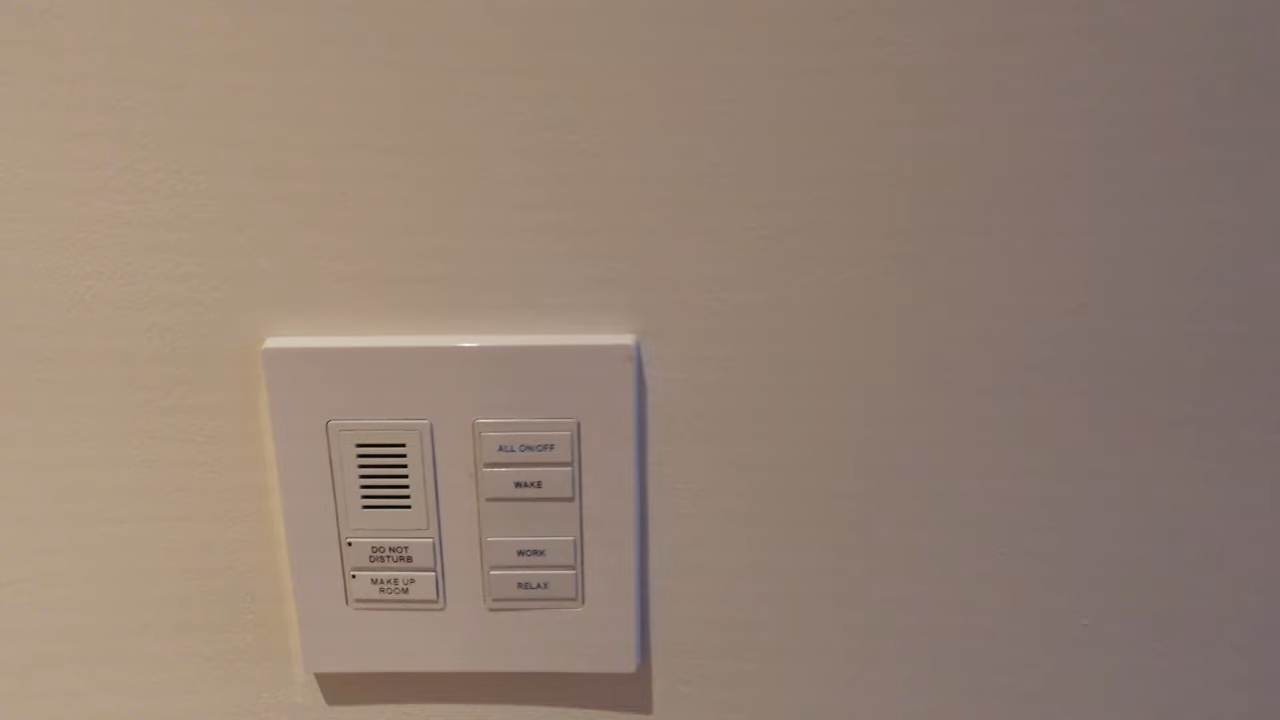 DO NOT
DISTURB
MAKE UP
ROOM
ALL ON/OFF
WAKE
WORK
RELAX